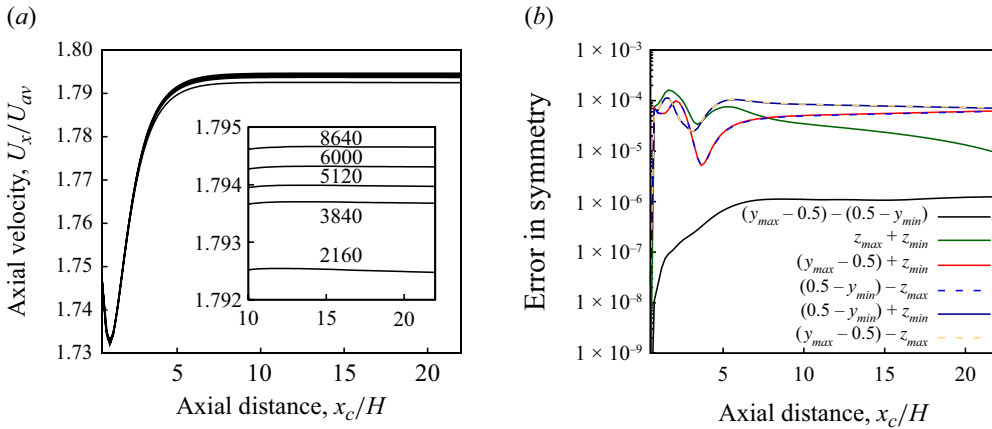 (a)
1.80
1.79
1.78
1.77
1.76
1.75
1.74
1.73
Axial velocity, U_x/U_av
5
10
15
20
Axial distance, x_c/H
1.795
1.794
1.793
1.792
8640
6000
5120
3840
2160
10
15
20
(b)
1 × 10⁻³
1 × 10⁻⁴
1 × 10⁻⁵
1 × 10⁻⁶
1 × 10⁻⁷
1 × 10⁻⁸
1 × 10⁻⁹
Error in symmetry
(y_max – 0.5) – (0.5 – y_min)
z_max + z_min
(y_max – 0.5) + z_min
(0.5 – y_min) – z_max
(0.5 – y_min) + z_min
(y_max – 0.5) – z_max
5
10
15
20
Axial distance, x_c/H